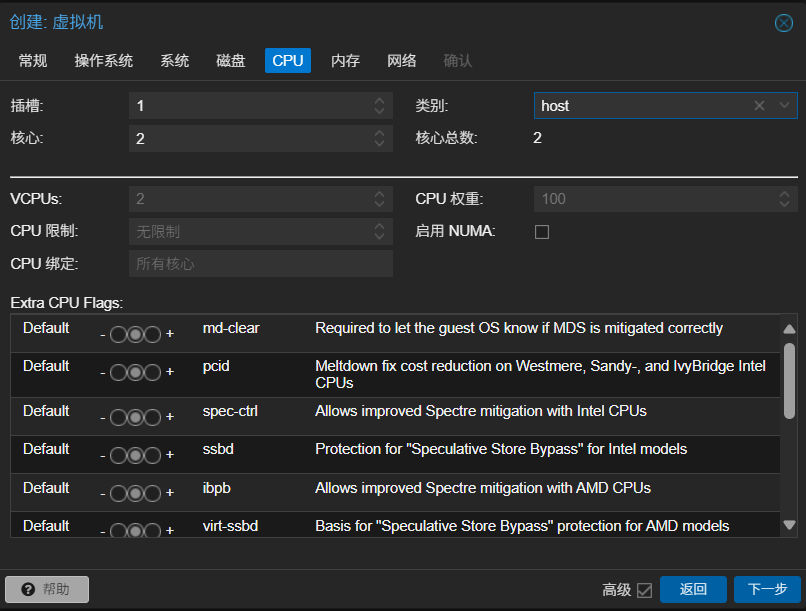 创建: 虚拟机
常规 操作系统 系统 磁盘 CPU 内存 网络 确认
插槽: 1 类别: host
核心: 2 核心总数: 2
VCPUs: 2 CPU 权重: 100
CPU 限制: 无限制 启用 NUMA:
CPU 绑定: 所有核心
Extra CPU Flags:
Default - + md-clear Required to let the guest OS know if MDS is mitigated correctly
Default - + pcid Meltdown fix cost reduction on Westmere, Sandy-, and IvyBridge Intel
CPUs
Default - + spec-ctrl Allows improved Spectre mitigation with Intel CPUs
Default - + ssbd Protection for "Speculative Store Bypass" for Intel models
Default - + ibpb Allows improved Spectre mitigation with AMD CPUs
Default - + virt-ssbd Basis for "Speculative Store Bypass" protection for AMD models
? 帮助 高级 返回 下一步